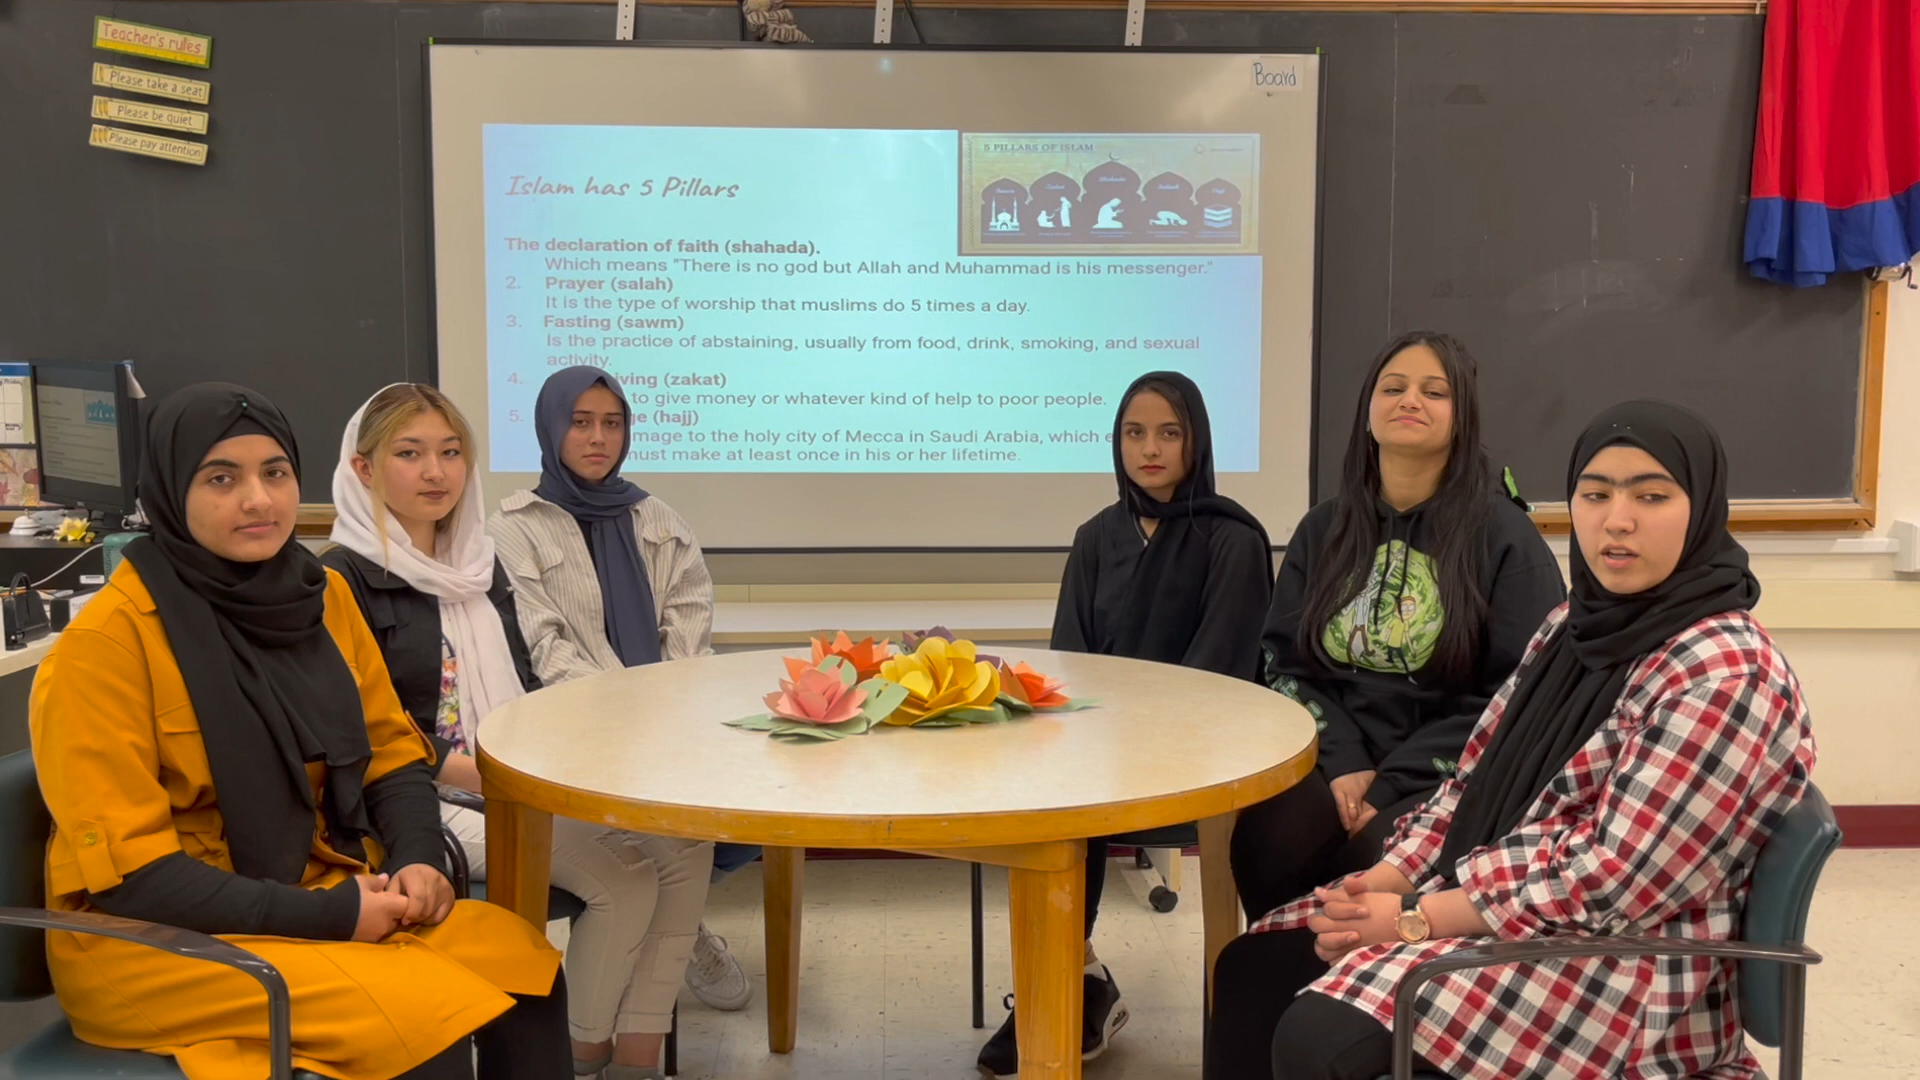 Teacher's rules
Please take a seat
Please be quiet
Please pay attention
Board
5 PILLARS OF ISLAM
Islam has 5 Pillars
The declaration of faith (shahada).
Which means "There is no god but Allah and Muhammad is his messenger."
2. Prayer (salah)
It is the type of worship that muslims do 5 times a day.
3. Fasting (sawm)
Is the practice of abstaining, usually from food, drink, smoking, and sexual
activity.
4. iving (zakat)
to give money or whatever kind of help to poor people.
5. ge (hajj)
mage to the holy city of Mecca in Saudi Arabia, which e
must make at least once in his or her lifetime.